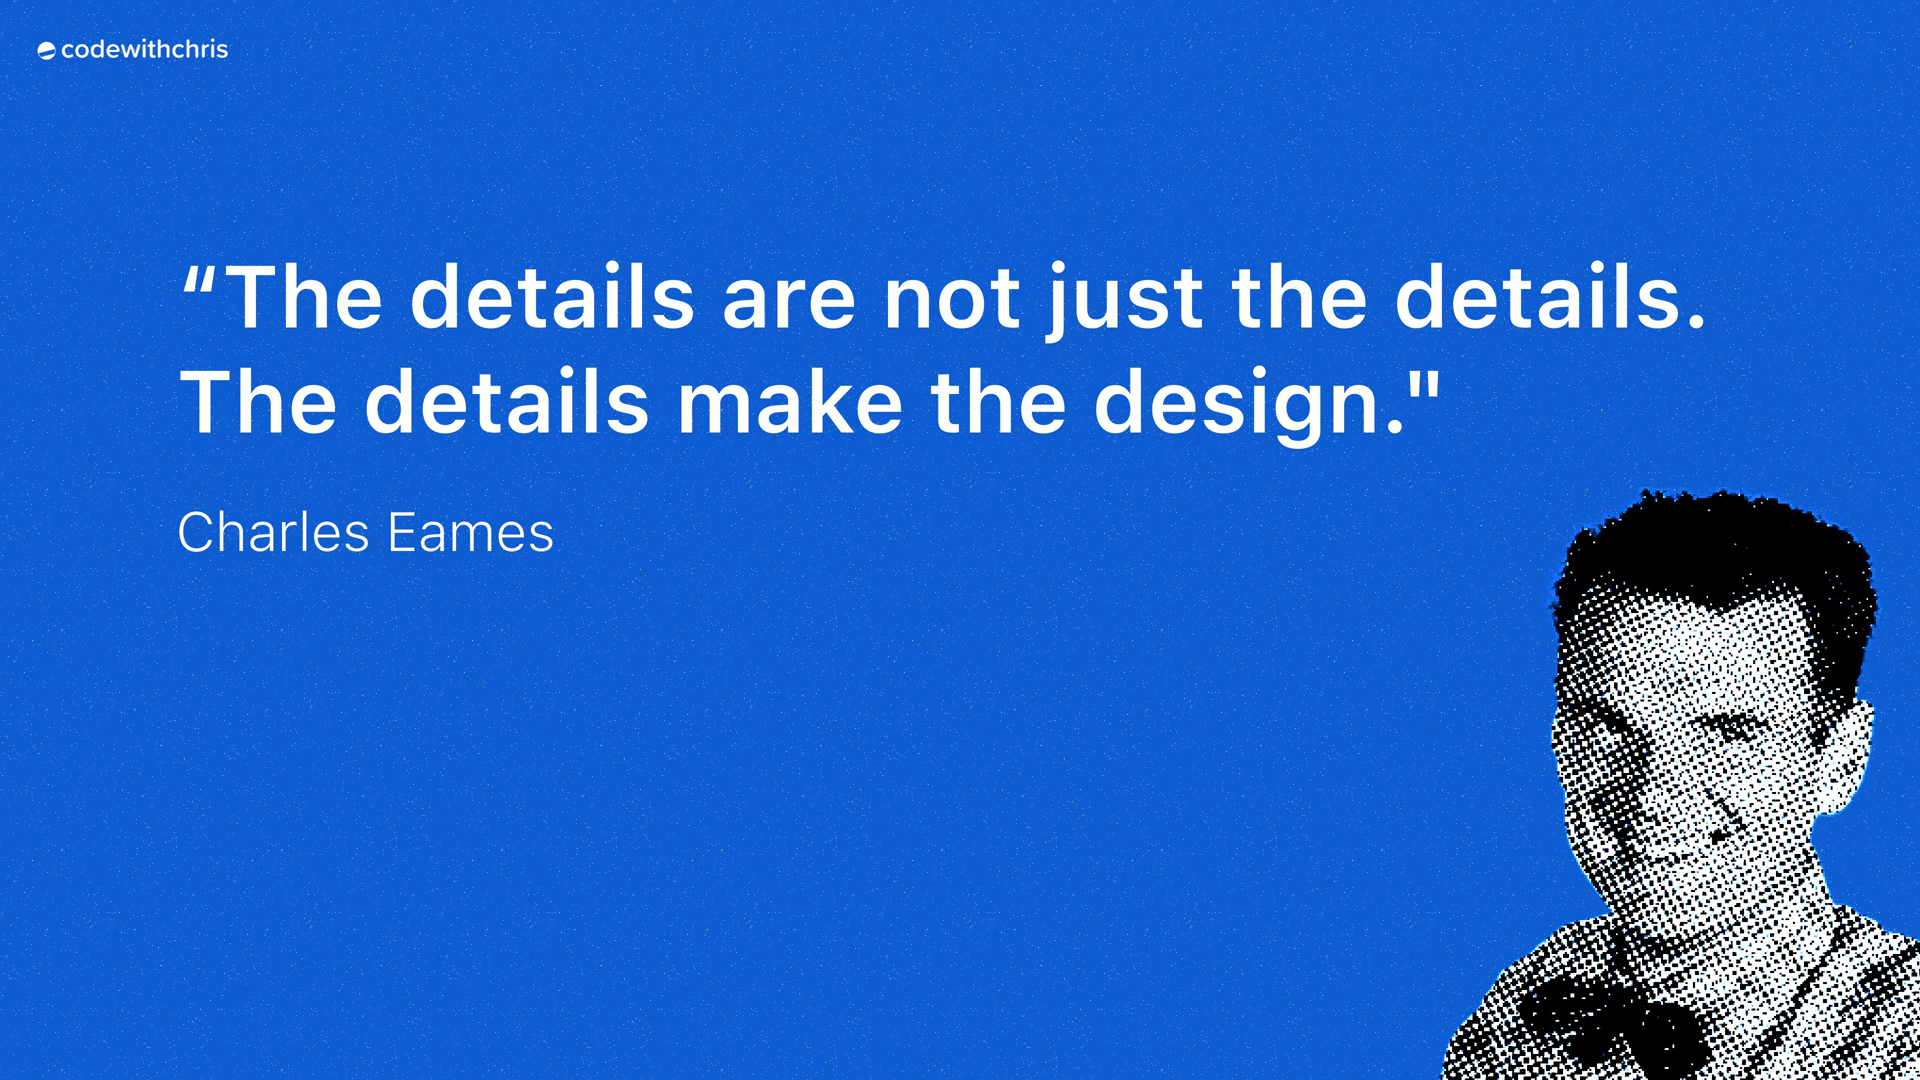 codewithchris
“The details are not just the details.
The details make the design."
Charles Eames